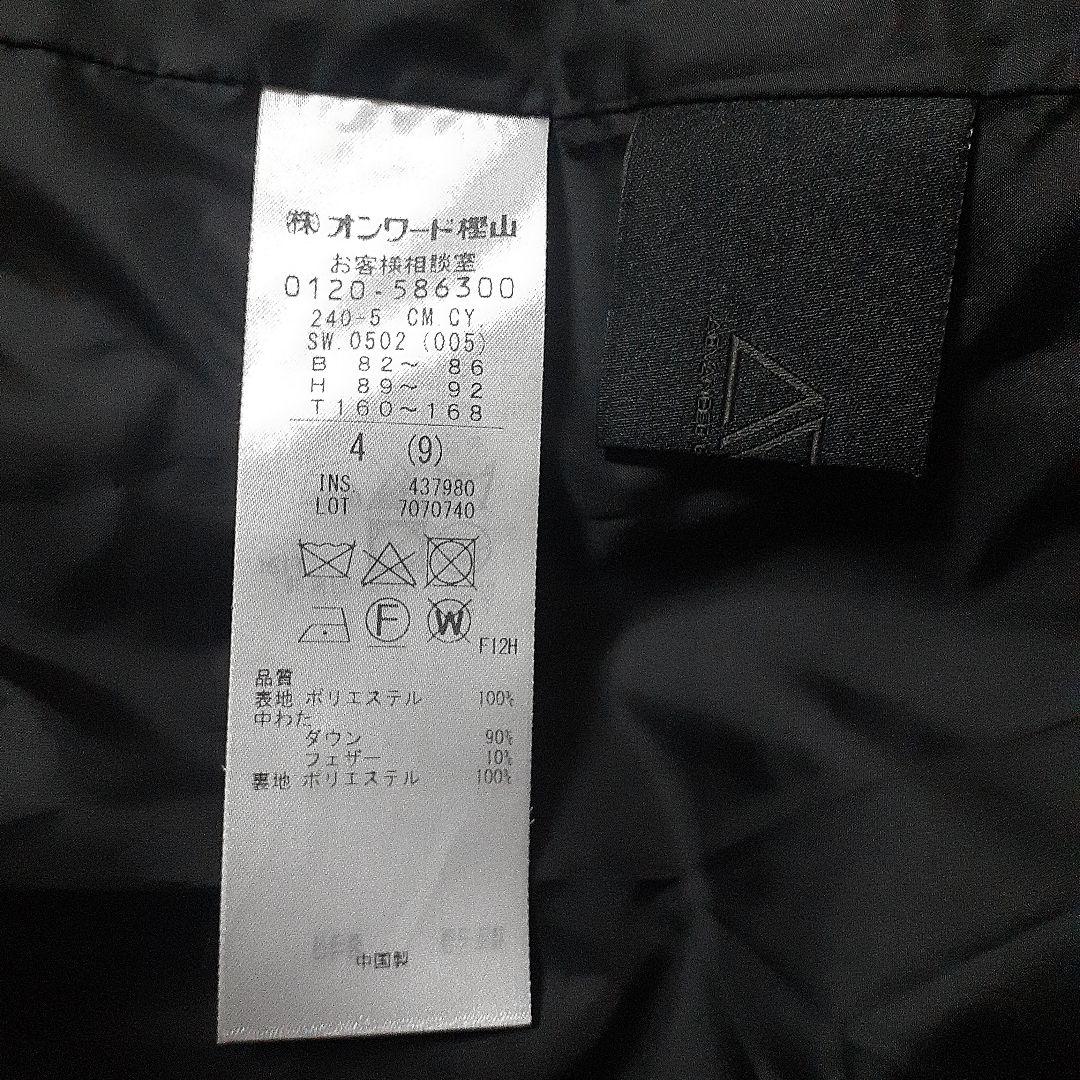 ㈱オンワード樫山
お客様相談室
0120-586300
240-5 CM.CY.
SW.0502 (005)
B 82〜 86
H 89〜 92
T160〜168
4 (9)
INS. 437980
LOT 7070740
F
W
F12H
品質
表地 ポリエステル 100%
中わた
ダウン 90%
フェザー 10%
裏地 ポリエステル 100%
中国製